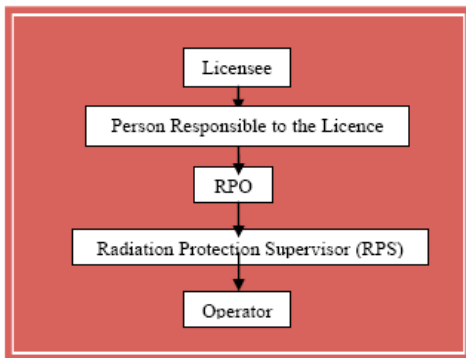 Licensee
Person Responsible to the Licence
RPO
Radiation Protection Supervisor (RPS)
Operator